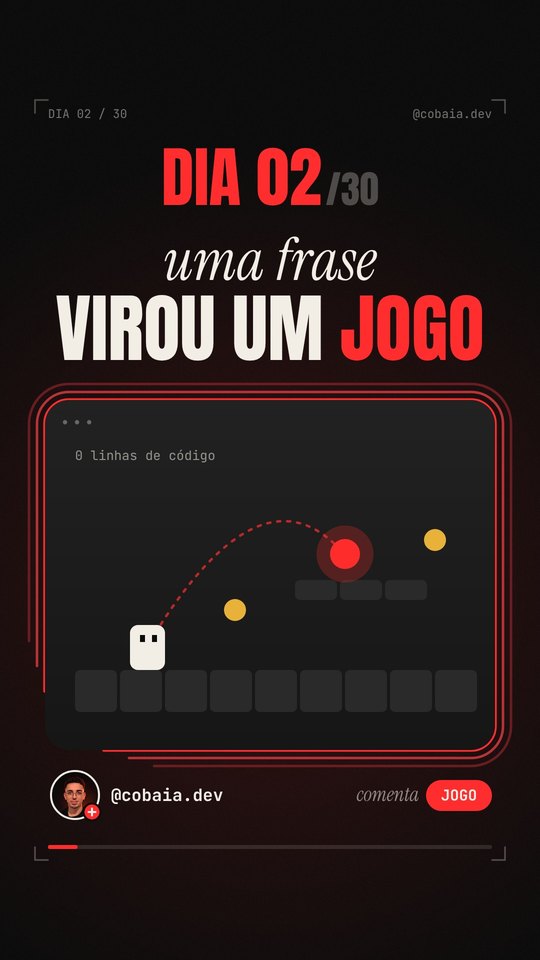 DIA 02 / 30
@cobaia.dev
DIA 02/30
uma frase
VIROU UM JOGO
0 linhas de código
@cobaia.dev
comenta JOGO